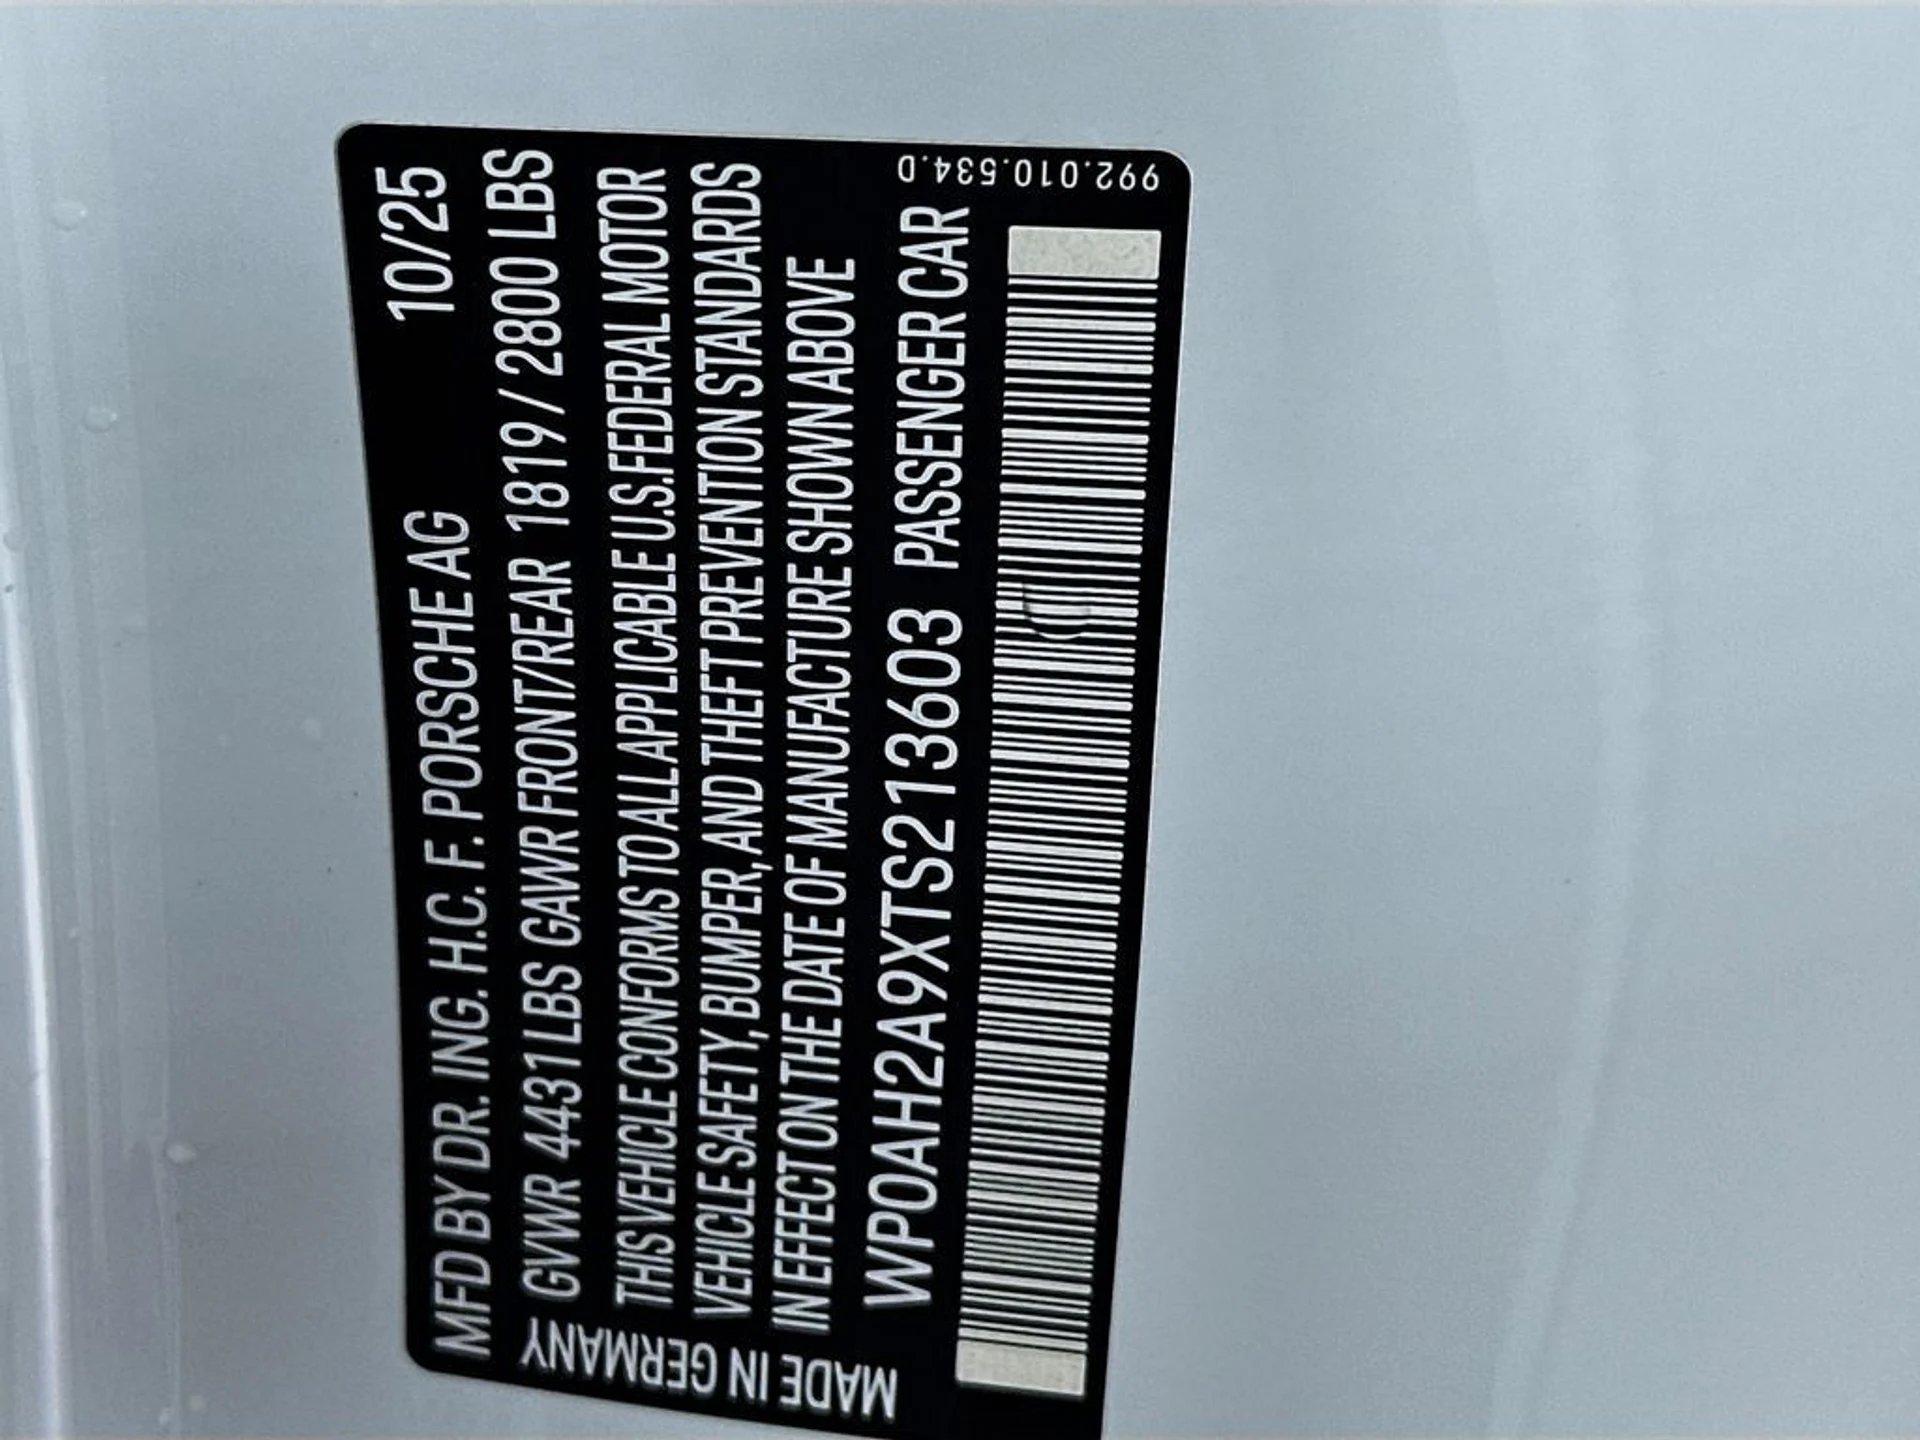 MFD BY DR. ING. H.C. F. PORSCHE AG 10/25
GVWR 4431 LBS GAWR FRONT/REAR 1819 / 2800 LBS
THIS VEHICLE CONFORMS TO ALL APPLICABLE U.S. FEDERAL MOTOR
VEHICLE SAFETY, BUMPER, AND THEFT PREVENTION STANDARDS
IN EFFECT ON THE DATE OF MANUFACTURE SHOWN ABOVE
WP0AH2A9XTS213603 PASSENGER CAR
MADE IN GERMANY
992.010.534.D